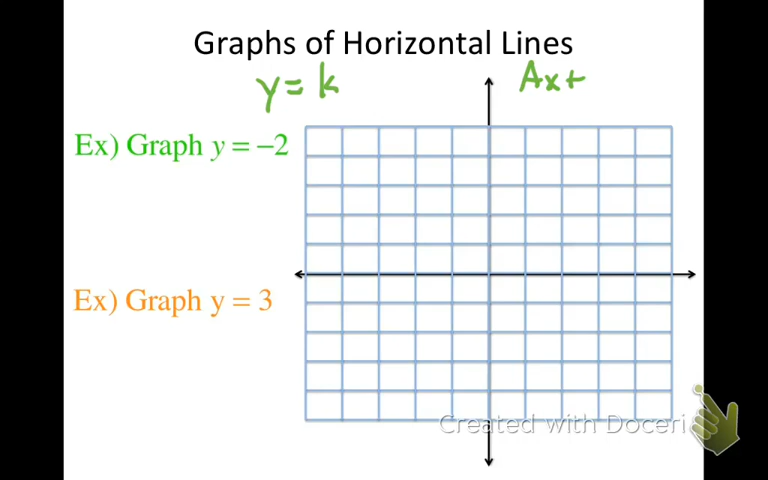 Graphs of Horizontal Lines
y = k
Ax +
Ex) Graph y = −2
Ex) Graph y = 3
Created with Doceri